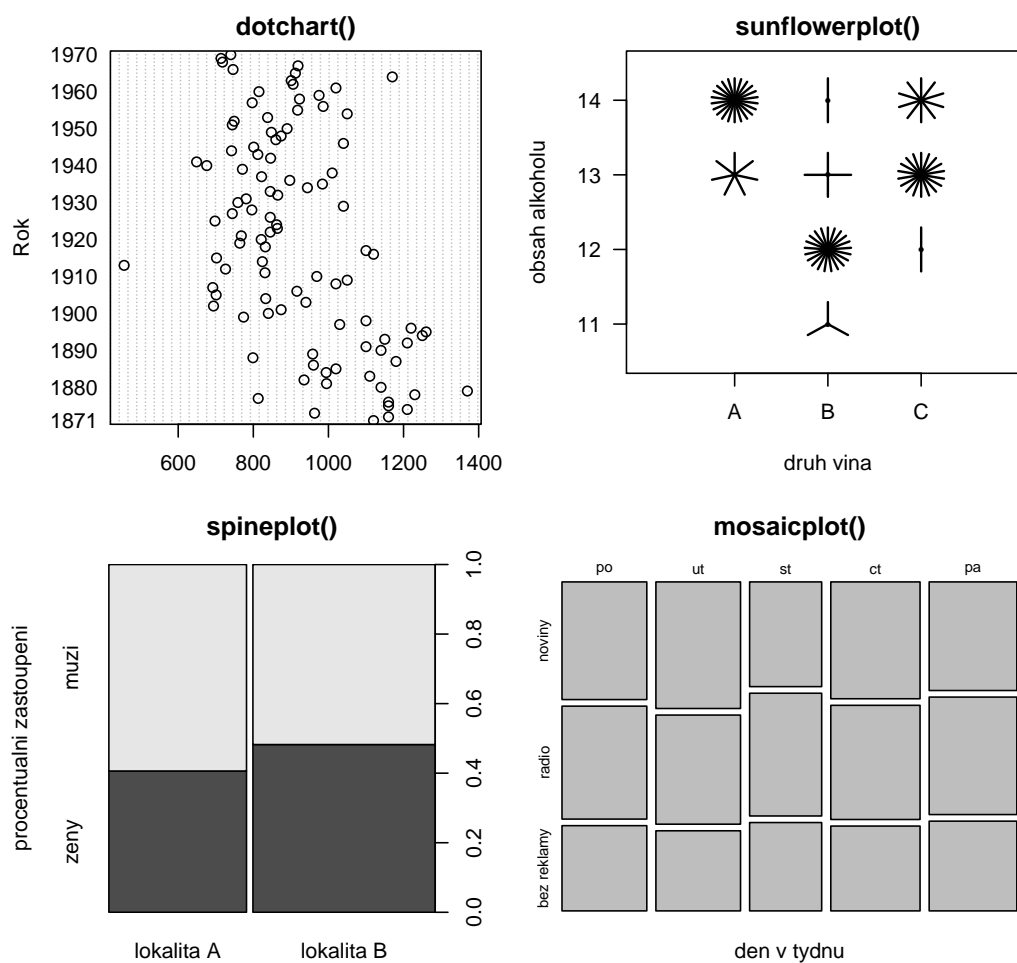 dotchart()
Rok
1970
1960
1950
1940
1930
1920
1910
1900
1890
1880
1871
600 800 1000 1200 1400
sunflowerplot()
obsah alkoholu
14
13
12
11
A B C
druh vina
spineplot()
procentualni zastoupeni
muzi
zeny
1.0
0.8
0.6
0.4
0.2
0.0
lokalita A lokalita B
mosaicplot()
po ut st ct pa
noviny
radio
bez reklamy
den v tydnu